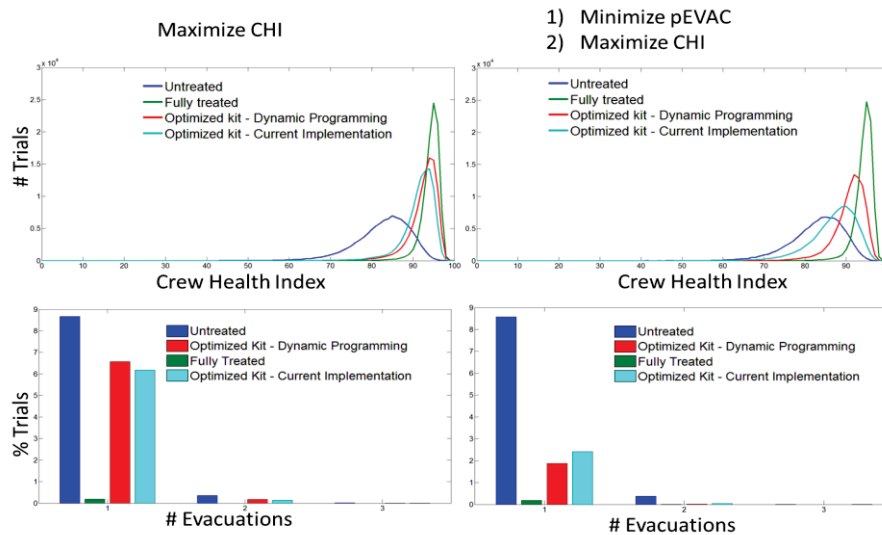 Maximize CHI
1) Minimize pEVAC
2) Maximize CHI
3
2.5
2
1.5
1
0.5
0
# Trials
Untreated
Fully treated
Optimized kit - Dynamic Programming
Optimized kit - Current Implementation
0 10 20 30 40 50 60 70 80 90 100
Crew Health Index
3
2.5
2
1.5
1
0.5
0
Untreated
Fully treated
Optimized kit - Dynamic Programming
Optimized kit - Current Implementation
0 10 20 30 40 50 60 70 80 90
Crew Health Index
9
8
7
6
5
4
3
2
1
0
% Trials
Untreated
Optimized Kit - Dynamic Programming
Fully Treated
Optimized Kit - Current Implementation
1 2 3
# Evacuations
9
8
7
6
5
4
3
2
1
0
Untreated
Optimized Kit - Dynamic Programming
Fully Treated
Optimized Kit - Current Implementation
1 2 3
# Evacuations